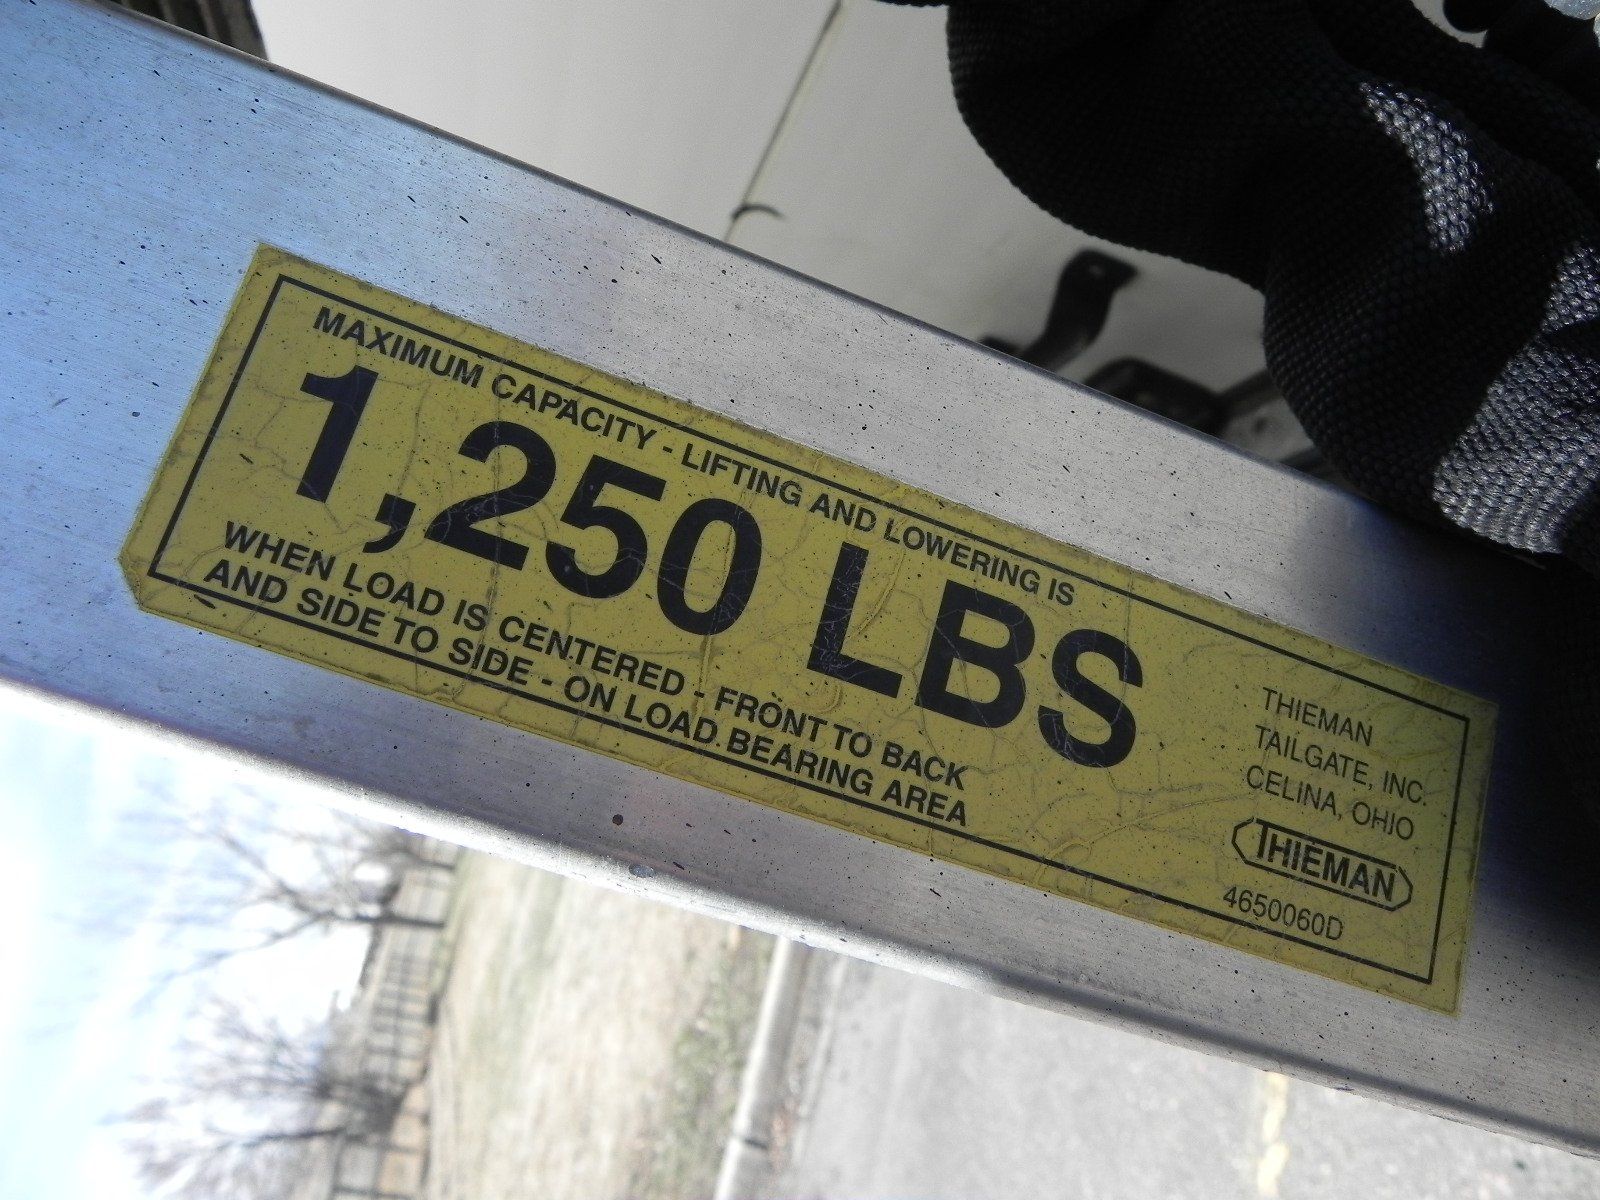 MAXIMUM CAPACITY - LIFTING AND LOWERING IS
1,250 LBS
WHEN LOAD IS CENTERED - FRONT TO BACK
AND SIDE TO SIDE - ON LOAD BEARING AREA
THIEMAN
TAILGATE, INC.
CELINA, OHIO
THIEMAN
4650060D